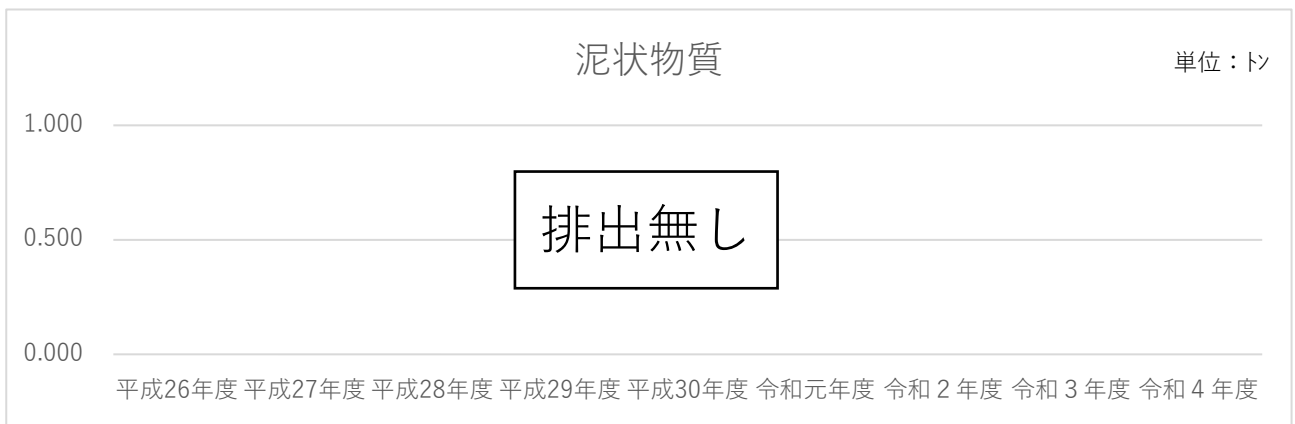 泥状物質
単位：㌧
1.000
0.500
排出無し
0.000
平成26年度 平成27年度 平成28年度 平成29年度 平成30年度 令和元年度 令和２年度 令和３年度 令和４年度